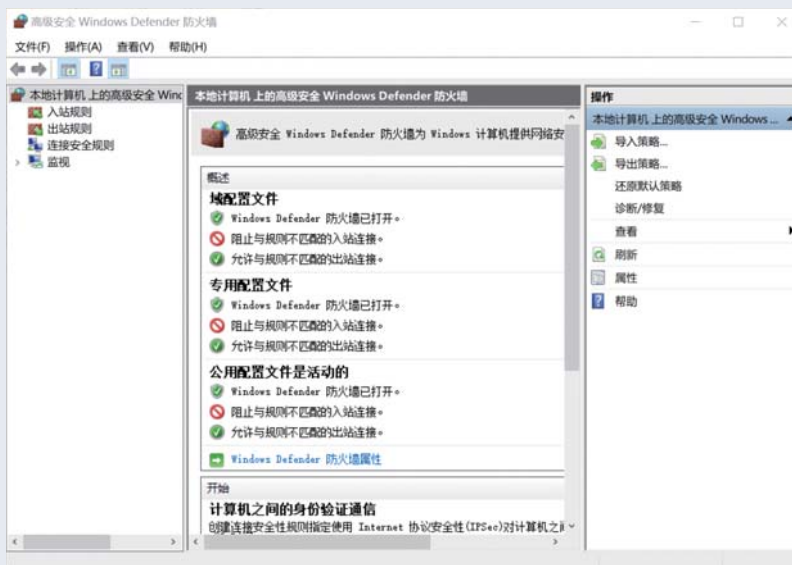 高级安全 Windows Defender 防火墙
文件(F) 操作(A) 查看(V) 帮助(H)
本地计算机 上的高级安全 Winc
入站规则
出站规则
连接安全规则
监视
本地计算机 上的高级安全 Windows Defender 防火墙
高级安全 Windows Defender 防火墙为 Windows 计算机提供网络安
概述
域配置文件
Windows Defender 防火墙已打开。
阻止与规则不匹配的入站连接。
允许与规则不匹配的出站连接。
专用配置文件
Windows Defender 防火墙已打开。
阻止与规则不匹配的入站连接。
允许与规则不匹配的出站连接。
公用配置文件是活动的
Windows Defender 防火墙已打开。
阻止与规则不匹配的入站连接。
允许与规则不匹配的出站连接。
Windows Defender 防火墙属性
开始
计算机之间的身份验证通信
创建连接安全性规则指定使用 Internet 协议安全性(IPSec)对计算机之间
操作
本地计算机 上的高级安全 Windows ...
导入策略...
导出策略...
还原默认策略
诊断/修复
查看
刷新
属性
帮助